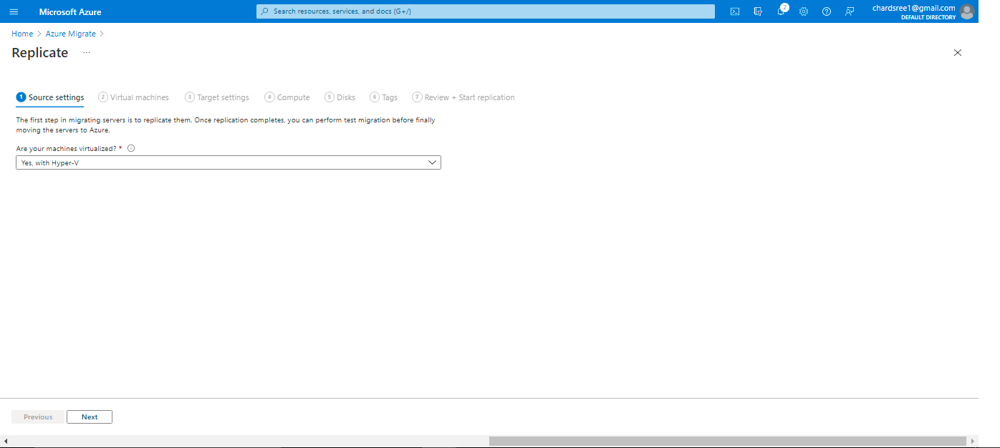 Microsoft Azure
Search resources, services, and docs (G+/)
2
chardsree1@gmail.com
DEFAULT DIRECTORY
Home > Azure Migrate >
Replicate ...
1 Source settings 2 Virtual machines 3 Target settings 4 Compute 5 Disks 6 Tags 7 Review + Start replication
The first step in migrating servers is to replicate them. Once replication completes, you can perform test migration before finally
moving the servers to Azure.
Are your machines virtualized? *
Yes, with Hyper-V
Previous Next